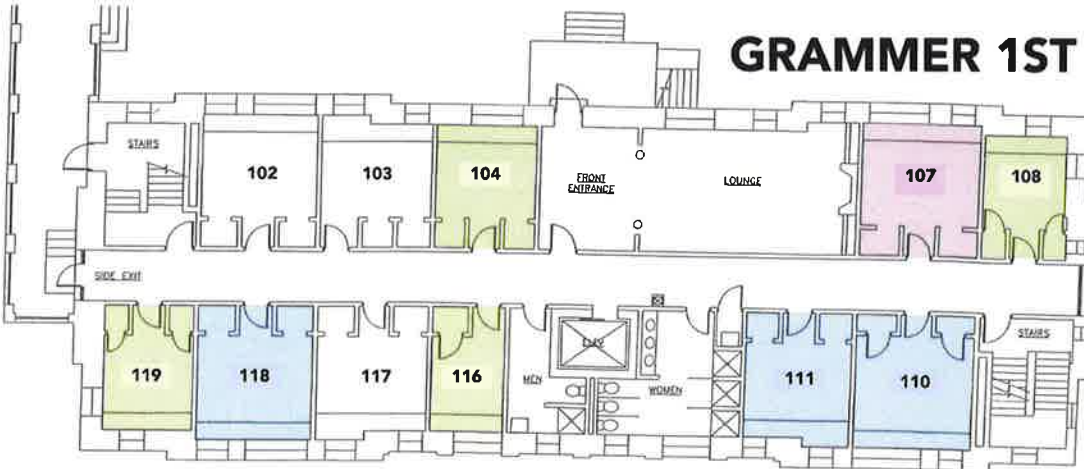 GRAMMER 1ST
STAIRS
102
103
104
FRONT
ENTRANCE
LOUNGE
107
108
SIDE EXIT
119
118
117
116
MEN
ELEV
WOMEN
111
110
STAIRS